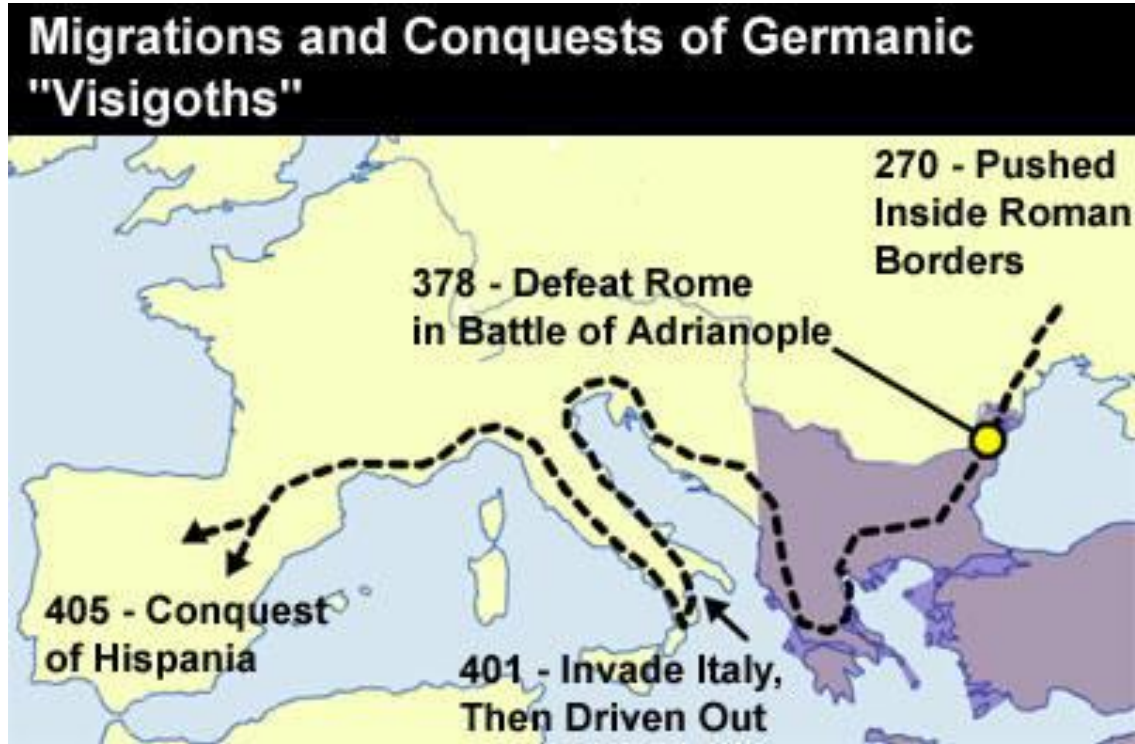 Migrations and Conquests of Germanic
"Visigoths"
270 - Pushed
Inside Roman
Borders
378 - Defeat Rome
in Battle of Adrianople
405 - Conquest
of Hispania
401 - Invade Italy,
Then Driven Out